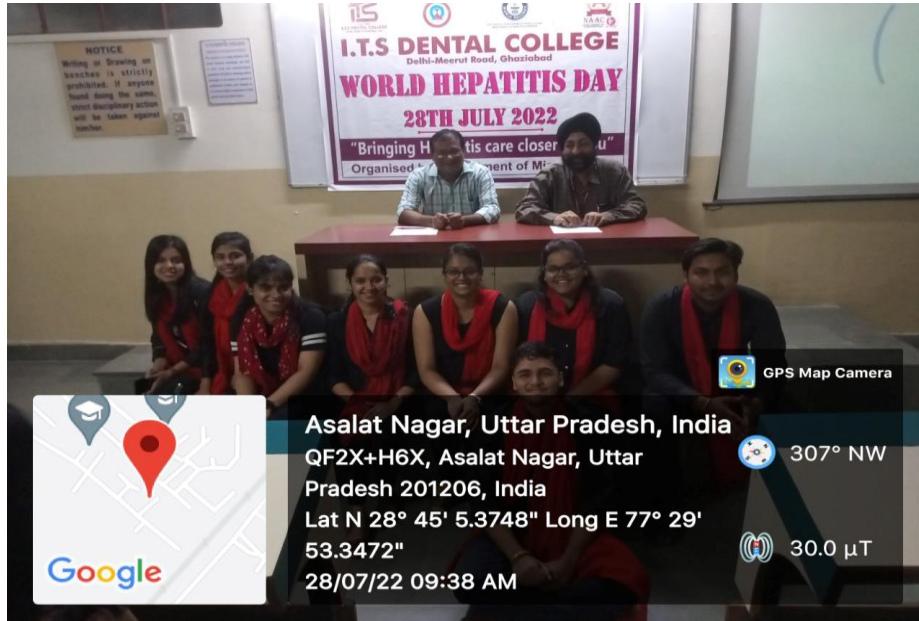 NOTICE
Writing or Drawing on
benches is strictly
prohibited. If anyone
found doing the same,
strict disciplinary action
will be taken against
him/her.
ITS
NAAC
I.T.S DENTAL COLLEGE
Delhi-Meerut Road, Ghaziabad
WORLD HEPATITIS DAY
28TH JULY 2022
"Bringing H tis care closer u"
Organised ment of Mi
GPS Map Camera
Asalat Nagar, Uttar Pradesh, India
QF2X+H6X, Asalat Nagar, Uttar
Pradesh 201206, India
Lat N 28° 45' 5.3748" Long E 77° 29'
53.3472"
28/07/22 09:38 AM
307° NW
30.0 µT
Google